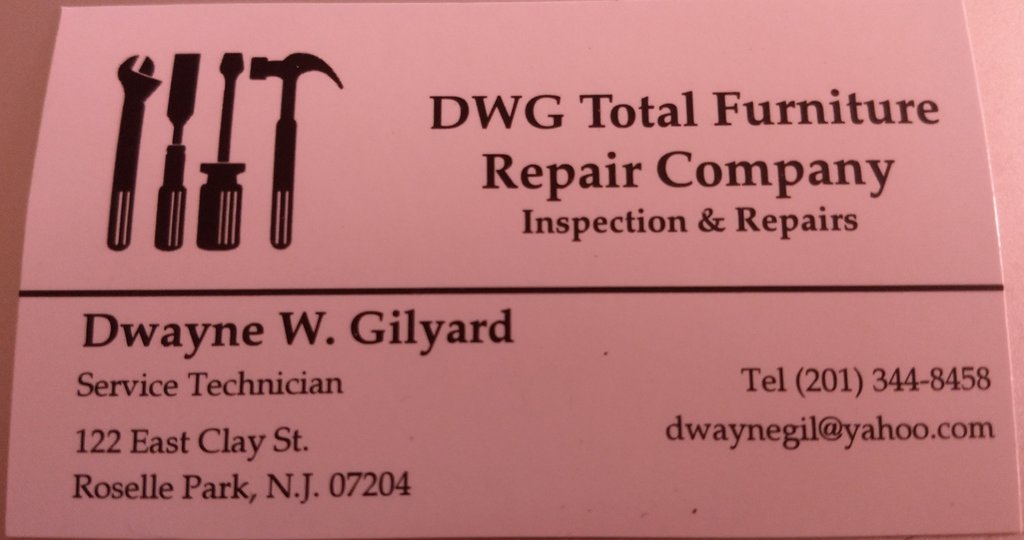 DWG Total Furniture
Repair Company
Inspection & Repairs
Dwayne W. Gilyard
Service Technician
122 East Clay St.
Roselle Park, N.J. 07204
Tel (201) 344-8458
dwaynegil@yahoo.com